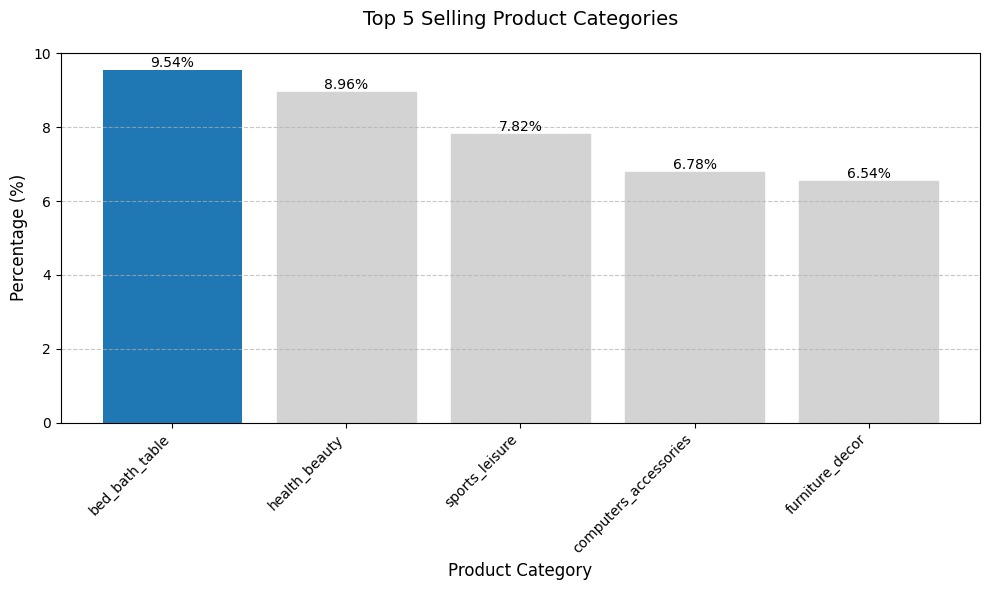 Top 5 Selling Product Categories
Percentage (%)
10
8
6
4
2
0
9.54%
8.96%
7.82%
6.78%
6.54%
bed_bath_table
health_beauty
sports_leisure
computers_accessories
furniture_decor
Product Category